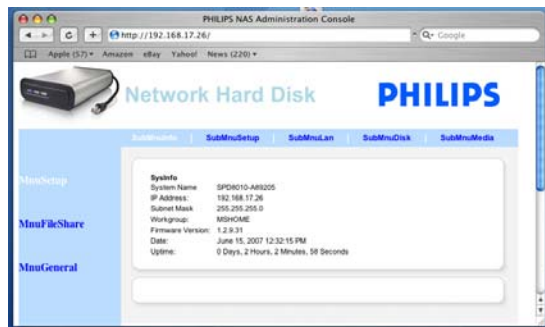 PHILIPS NAS Administration Console
http://192.168.17.26/
Google
Apple (57) Amazon eBay Yahoo! News (220)
Network Hard Disk
PHILIPS
SubMnuInfo SubMnuSetup SubMnuLan SubMnuDisk SubMnuMedia
MnuSetup
MnuFileShare
MnuGeneral
SysInfo
System Name SPD8010-A89205
IP Address: 192.168.17.26
Subnet Mask 255.255.255.0
Workgroup: MSHOME
Firmware Version: 1.2.9.31
Date: June 15, 2007 12:32:15 PM
Uptime: 0 Days, 2 Hours, 2 Minutes, 58 Seconds